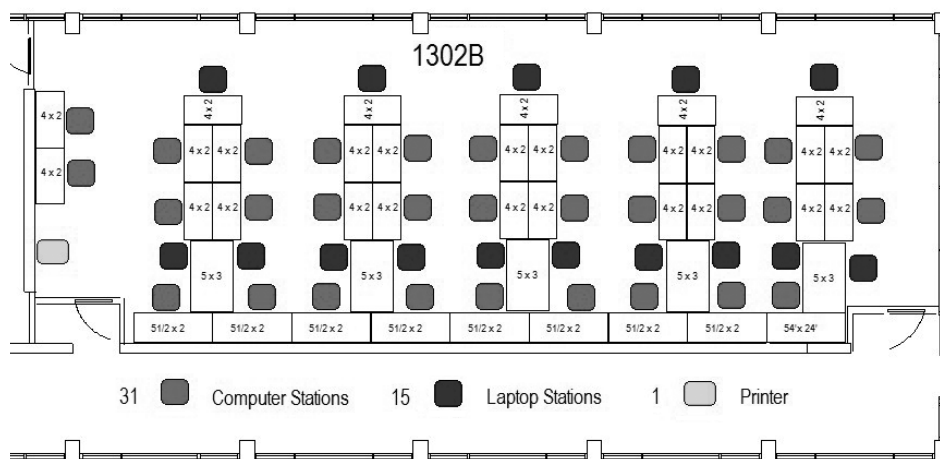 1302B
4 x 2 4 x 2 4 x 2 4 x 2 4 x 2
4 x 2 4 x 2 4 x 2 4 x 2 4 x 2 4 x 2 4 x 2 4 x 2 4 x 2 4 x 2 4 x 2
4 x 2 4 x 2 4 x 2 4 x 2 4 x 2 4 x 2 4 x 2 4 x 2 4 x 2 4 x 2 4 x 2
5 x 3 5 x 3 5 x 3 5 x 3 5 x 3
51/2 x 2 51/2 x 2 51/2 x 2 51/2 x 2 51/2 x 2 51/2 x 2 51/2 x 2 51/2 x 2 54' x 24'
31 Computer Stations 15 Laptop Stations 1 Printer